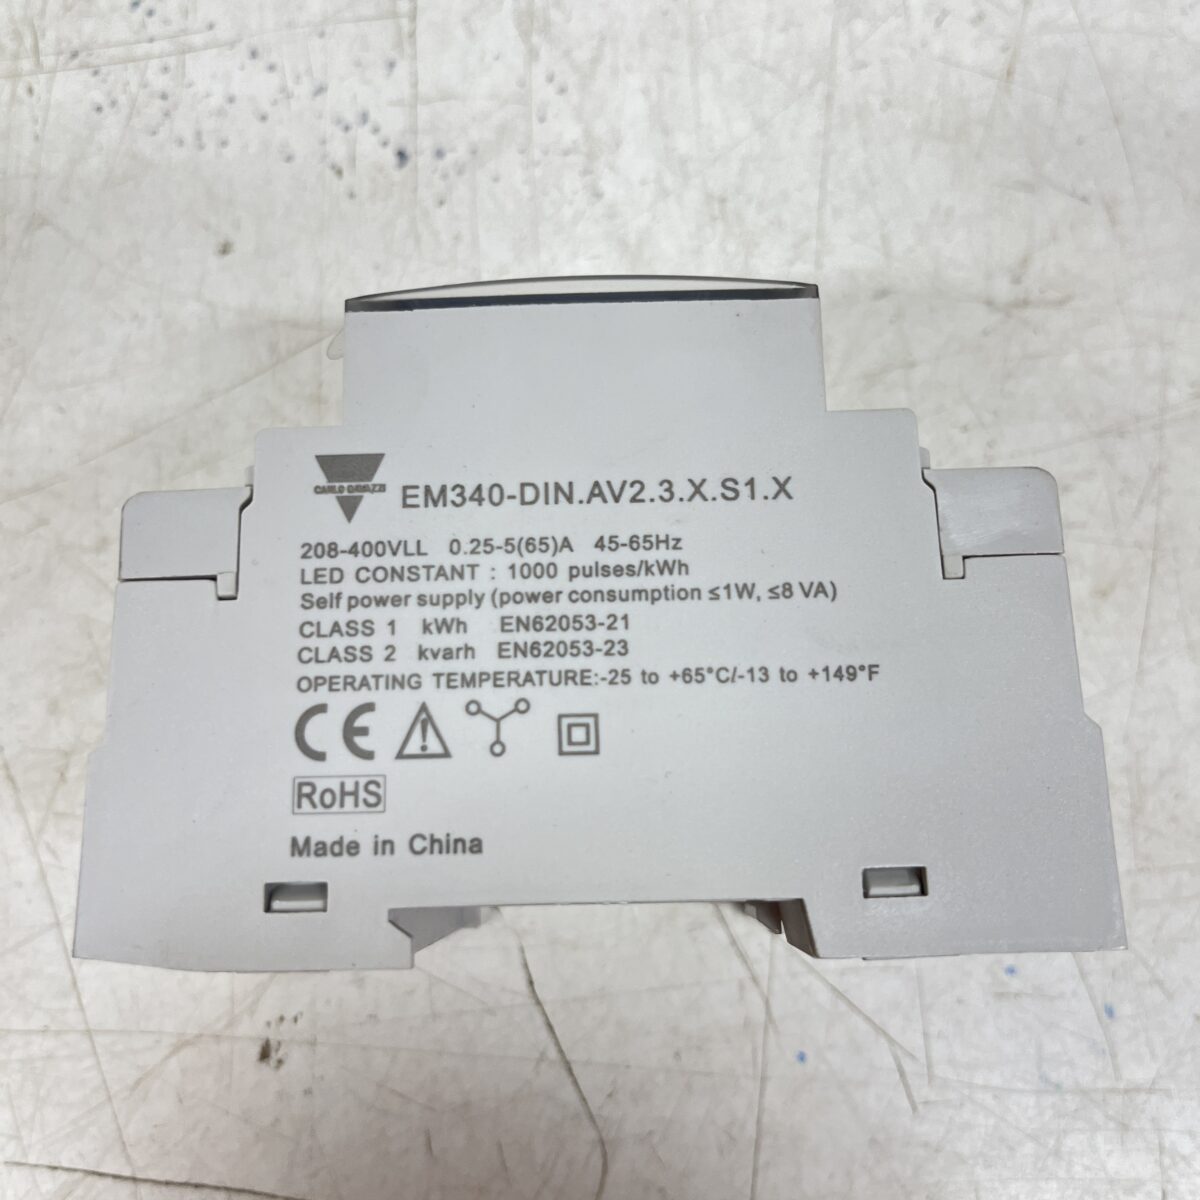 CARLO GAVAZZI
EM340-DIN.AV2.3.X.S1.X
208-400VLL 0.25-5(65)A 45-65Hz
LED CONSTANT : 1000 pulses/kWh
Self power supply (power consumption ≤1W, ≤8 VA)
CLASS 1 kWh EN62053-21
CLASS 2 kvarh EN62053-23
OPERATING TEMPERATURE:-25 to +65°C/-13 to +149°F
CE
RoHS
Made in China